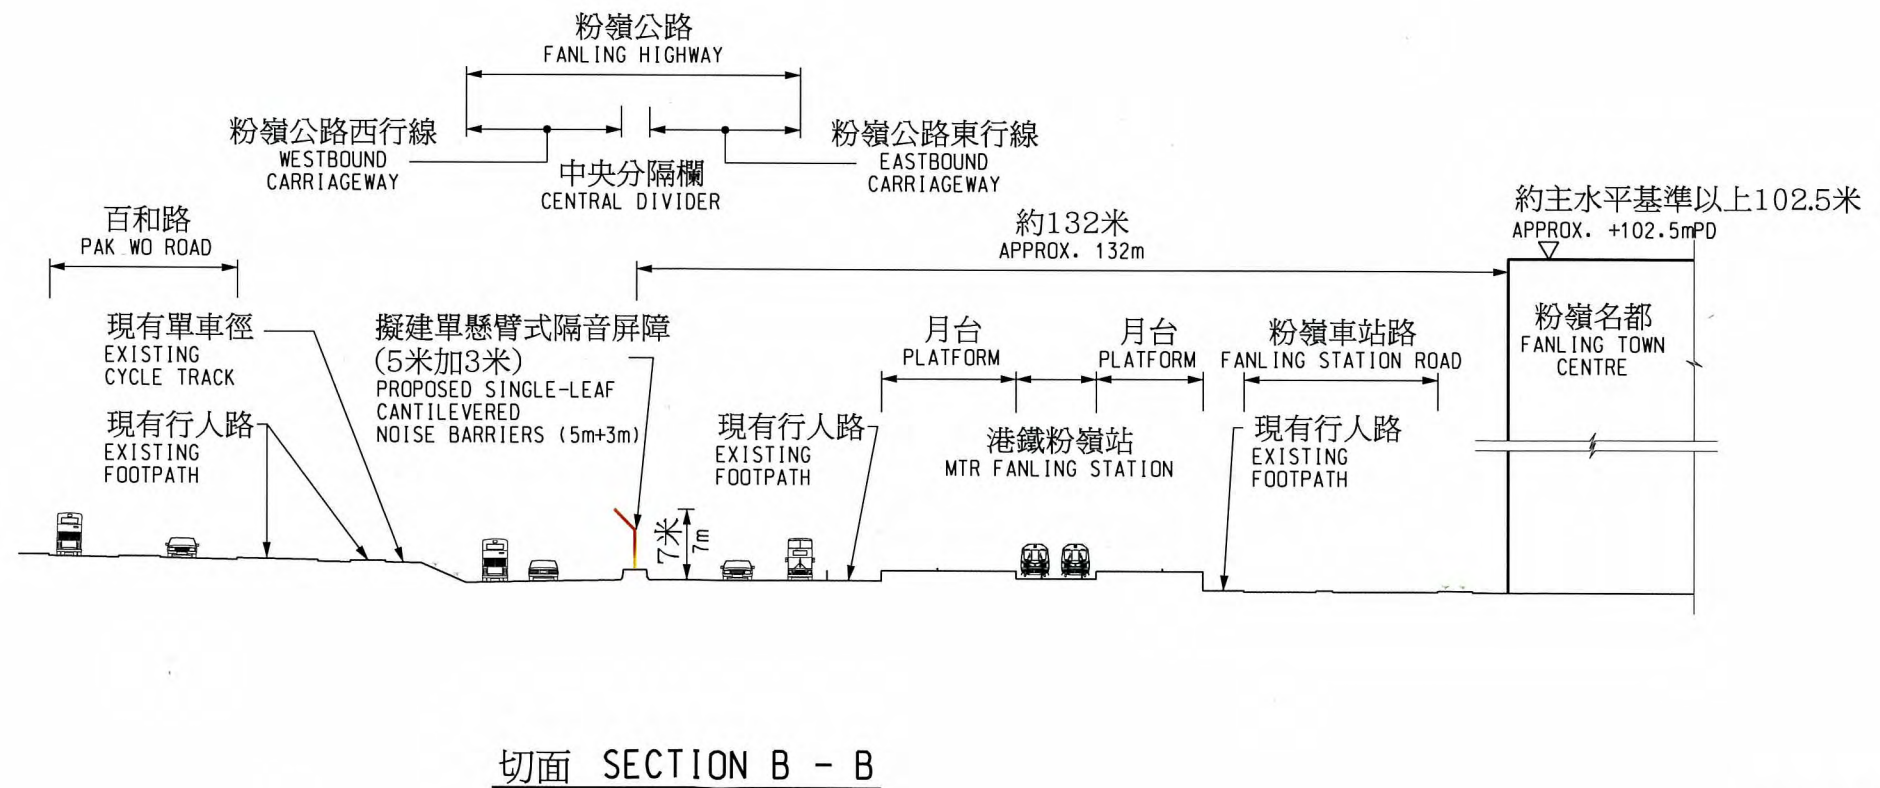 粉嶺公路
FANLING HIGHWAY
粉嶺公路西行線
WESTBOUND
CARRIAGEWAY
中央分隔欄
CENTRAL DIVIDER
粉嶺公路東行線
EASTBOUND
CARRIAGEWAY
百和路
PAK WO ROAD
約132米
APPROX. 132m
約主水平基準以上102.5米
APPROX. +102.5mPD
現有單車徑
EXISTING
CYCLE TRACK
現有行人路
EXISTING
FOOTPATH
擬建單懸臂式隔音屏障
(5米加3米)
PROPOSED SINGLE-LEAF
CANTILEVERED
NOISE BARRIERS (5m+3m)
7米
7m
現有行人路
EXISTING
FOOTPATH
月台
PLATFORM
月台
PLATFORM
港鐵粉嶺站
MTR FANLING STATION
粉嶺車站路
FANLING STATION ROAD
現有行人路
EXISTING
FOOTPATH
粉嶺名都
FANLING TOWN
CENTRE
切面 SECTION B - B